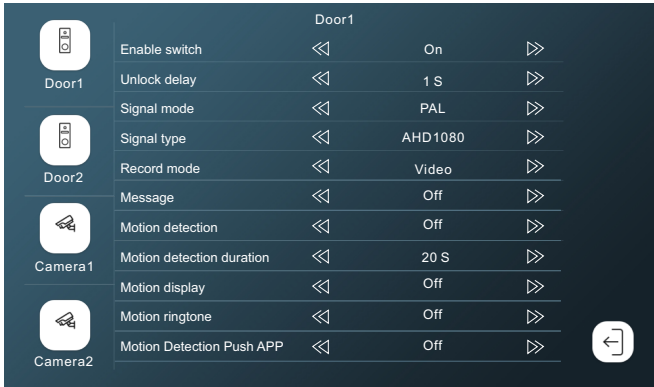 Door1
Door1
Door2
Camera1
Camera2
Enable switch On
Unlock delay 1 S
Signal mode PAL
Signal type AHD1080
Record mode Video
Message Off
Motion detection Off
Motion detection duration 20 S
Motion display Off
Motion ringtone Off
Motion Detection Push APP Off